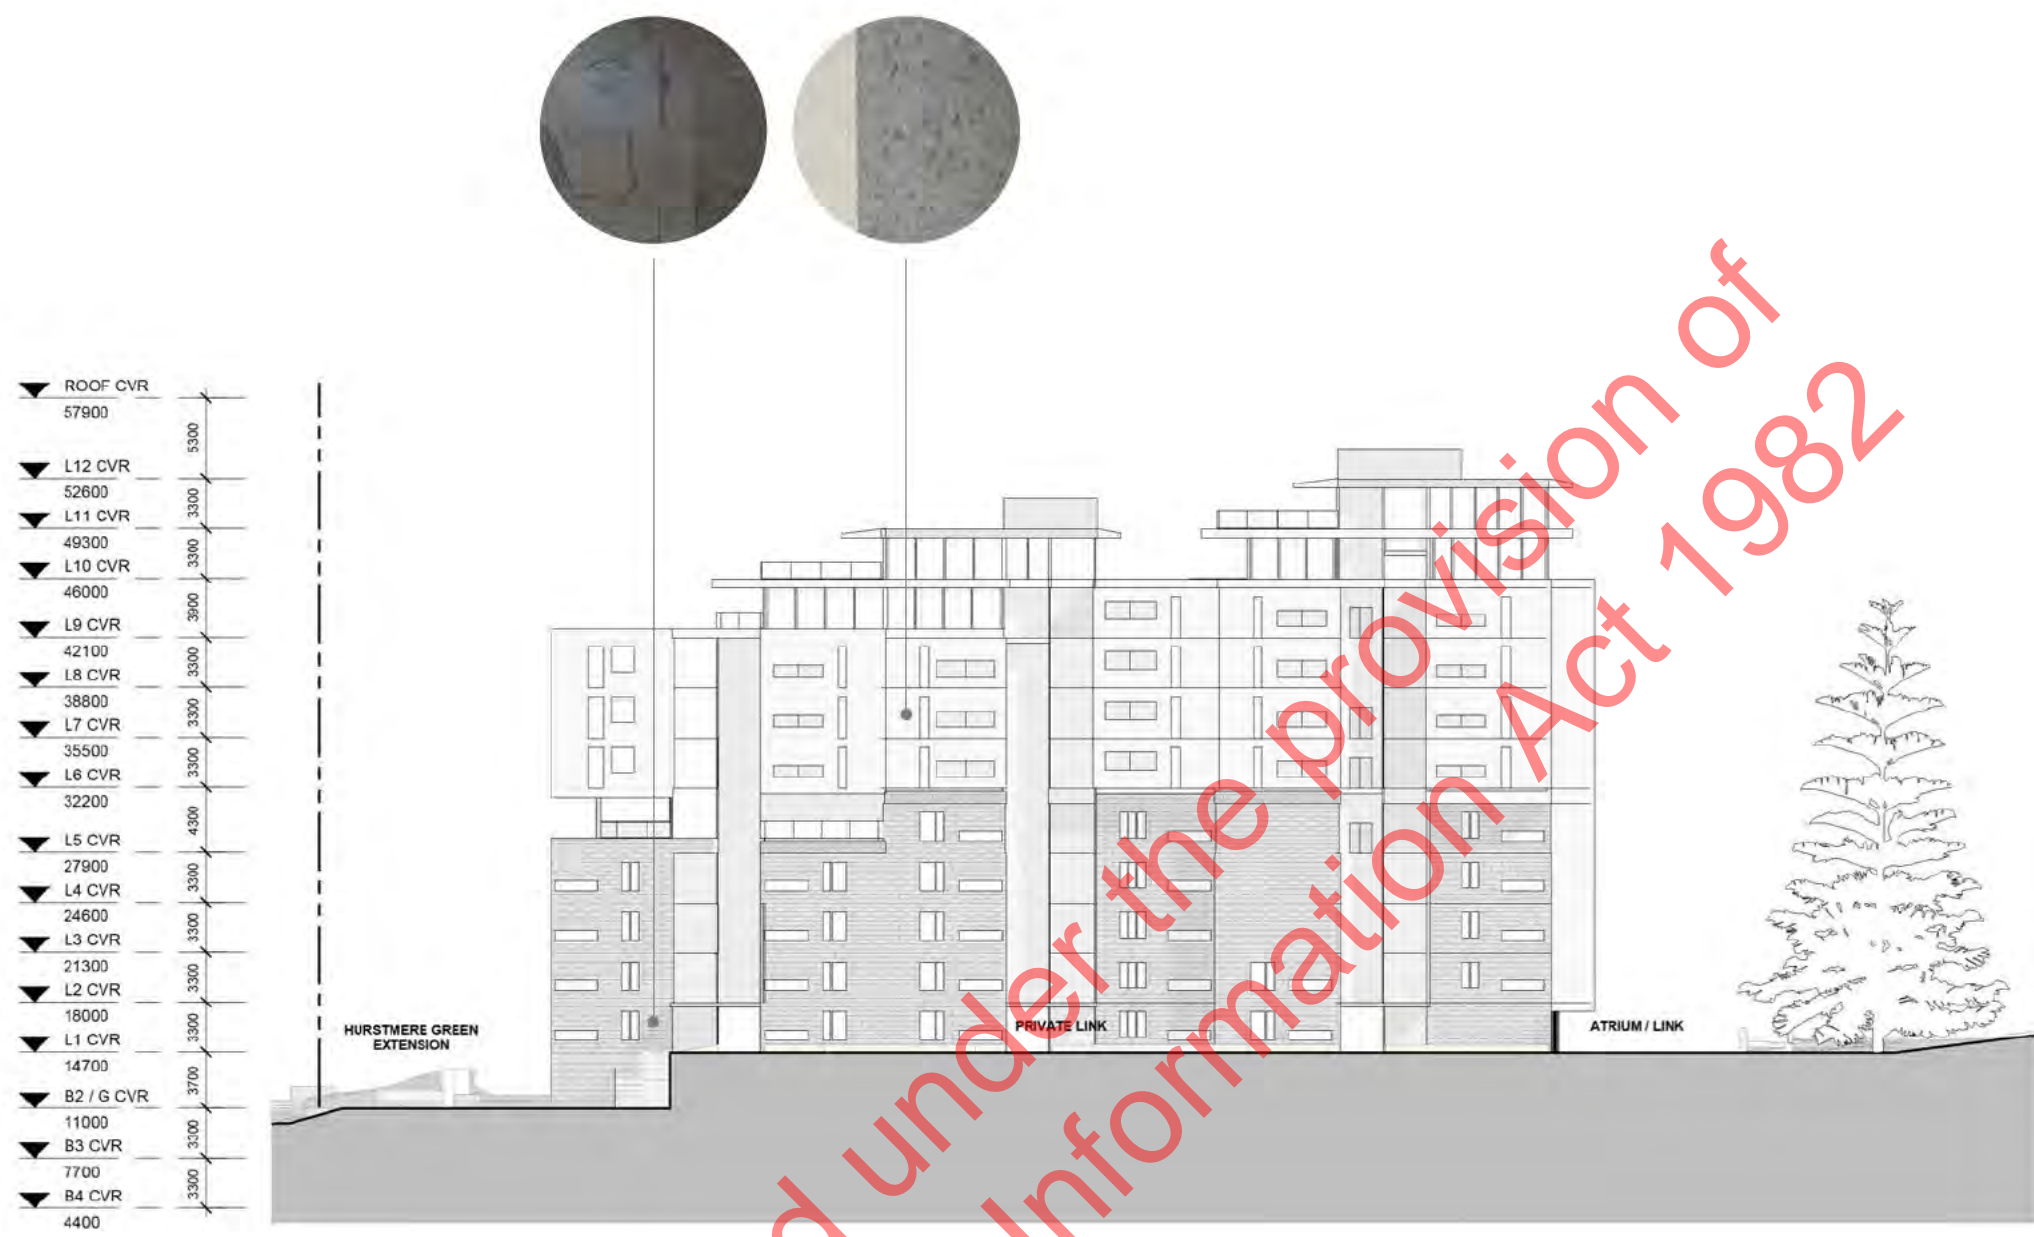 ROOF CVR
57900
5300
L12 CVR
52600
3300
L11 CVR
49300
3300
L10 CVR
46000
3900
L9 CVR
42100
3300
L8 CVR
38800
3300
L7 CVR
35500
3300
L6 CVR
32200
4300
L5 CVR
27900
3300
L4 CVR
24600
3300
L3 CVR
21300
3300
L2 CVR
18000
3300
L1 CVR
14700
3700
B2 / G CVR
11000
3300
B3 CVR
7700
3300
B4 CVR
4400
HURSTMERE GREEN
EXTENSION
PRIVATE LINK
ATRIUM / LINK
under the provision of
Information Act 1982